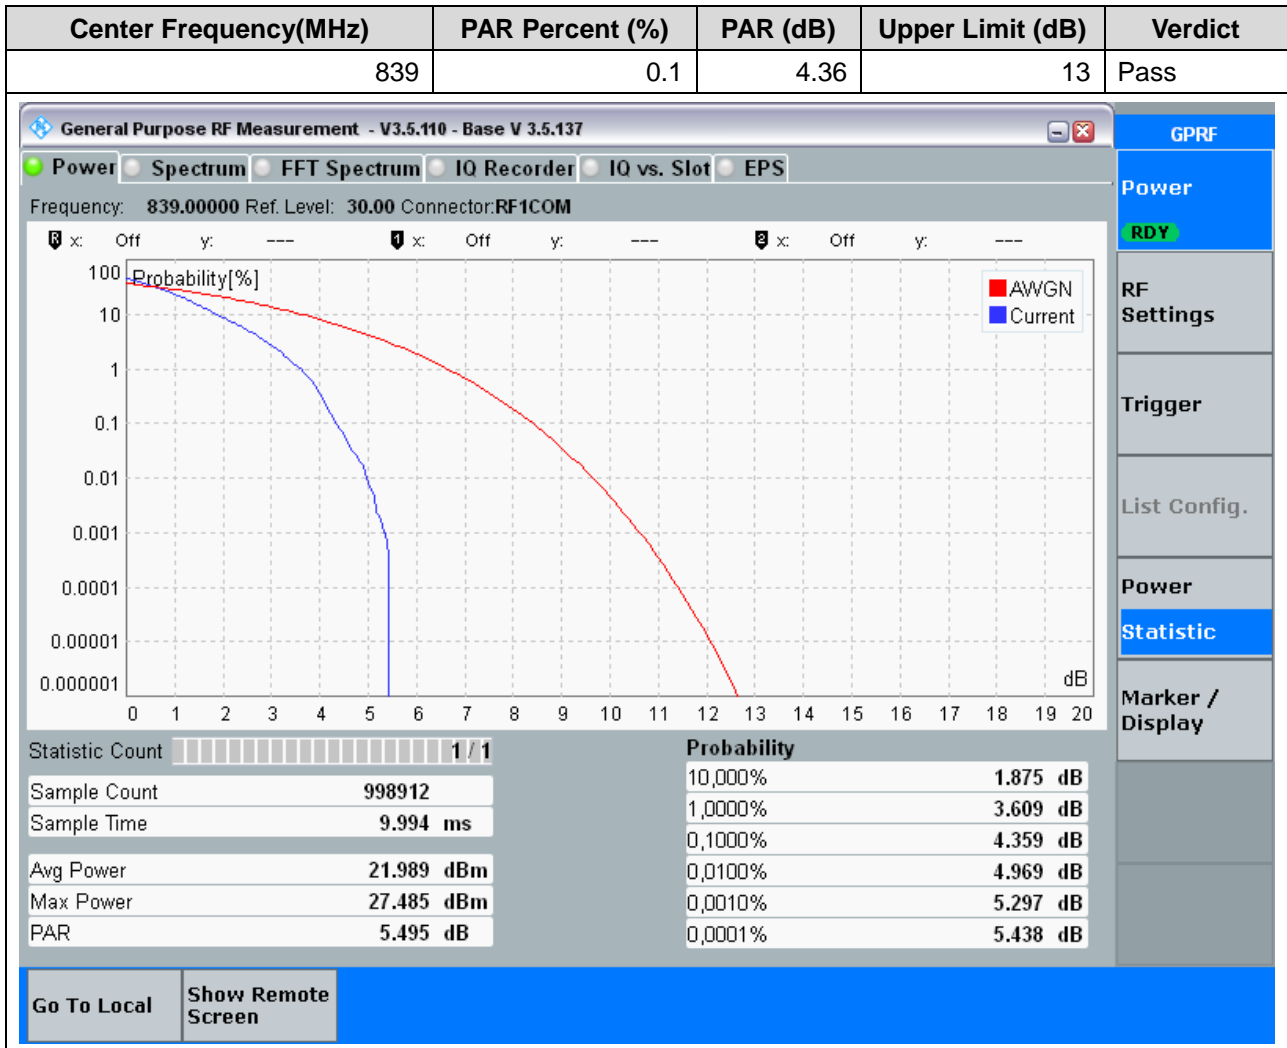 Center Frequency(MHz) PAR Percent (%) PAR (dB) Upper Limit (dB) Verdict
839 0.1 4.36 13 Pass
General Purpose RF Measurement - V3.5.110 - Base V 3.5.137
GPRF
Power Spectrum FFT Spectrum IQ Recorder IQ vs. Slot EPS
Frequency: 839.00000 Ref. Level: 30.00 Connector:RF1COM
R x: Off y: --- 1 x: Off y: --- 2 x: Off y: ---
Probability[%]
100
10
1
0.1
0.01
0.001
0.0001
0.00001
0.000001
AWGN
Current
dB
0 1 2 3 4 5 6 7 8 9 10 11 12 13 14 15 16 17 18 19 20
Statistic Count 1 / 1
Sample Count 998912
Sample Time 9.994 ms
Avg Power 21.989 dBm
Max Power 27.485 dBm
PAR 5.495 dB
Probability
10,000% 1.875 dB
1,0000% 3.609 dB
0,1000% 4.359 dB
0,0100% 4.969 dB
0,0010% 5.297 dB
0,0001% 5.438 dB
Power
RDY
RF
Settings
Trigger
List Config.
Power
Statistic
Marker /
Display
Go To Local
Show Remote
Screen